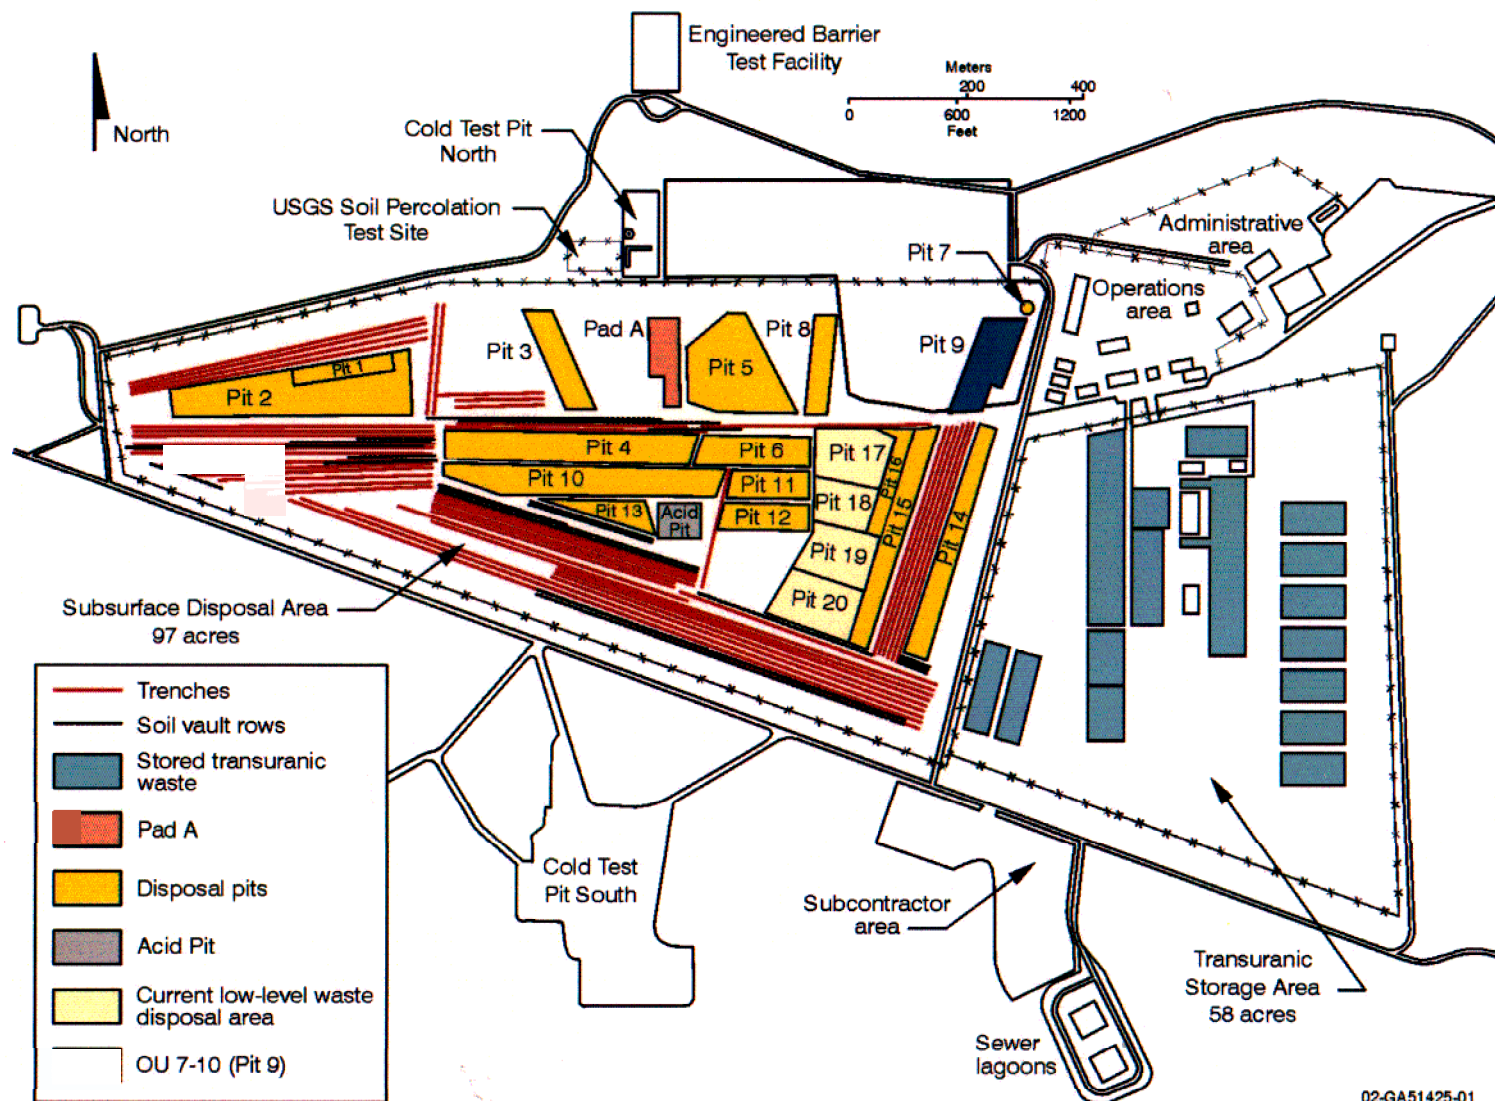 Engineered Barrier
Test Facility
Meters
200
400
0
600
1200
Feet
North
Cold Test Pit
North
USGS Soil Percolation
Test Site
Administrative
area
Pit 7
Operations
area
Pad A
Pit 8
Pit 3
Pit 9
Pit 5
Pit 1
Pit 2
Pit 4
Pit 6
Pit 17
Pit 16
Pit 10
Pit 11
Pit 18
Pit 15
Pit 14
Pit 13
Acid
Pit
Pit 12
Pit 19
Pit 20
Subsurface Disposal Area
97 acres
Trenches
Soil vault rows
Stored transuranic
waste
Pad A
Disposal pits
Acid Pit
Current low-level waste
disposal area
OU 7-10 (Pit 9)
Cold Test
Pit South
Subcontractor
area
Transuranic
Storage Area
58 acres
Sewer
lagoons
02-GA51425-01